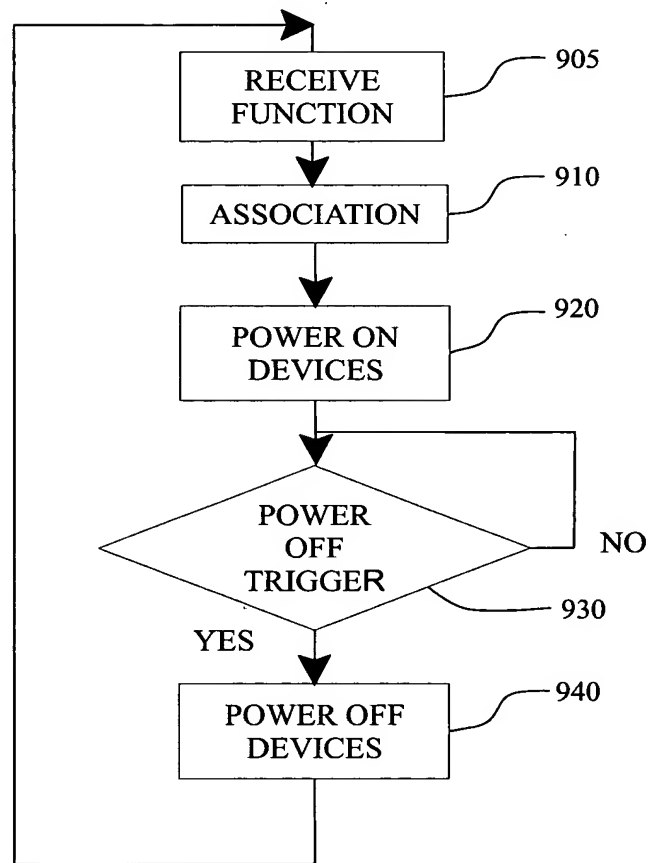 RECEIVE
FUNCTION
905
ASSOCIATION
910
POWER ON
DEVICES
920
POWER
OFF
TRIGGER
NO
930
YES
POWER OFF
DEVICES
940